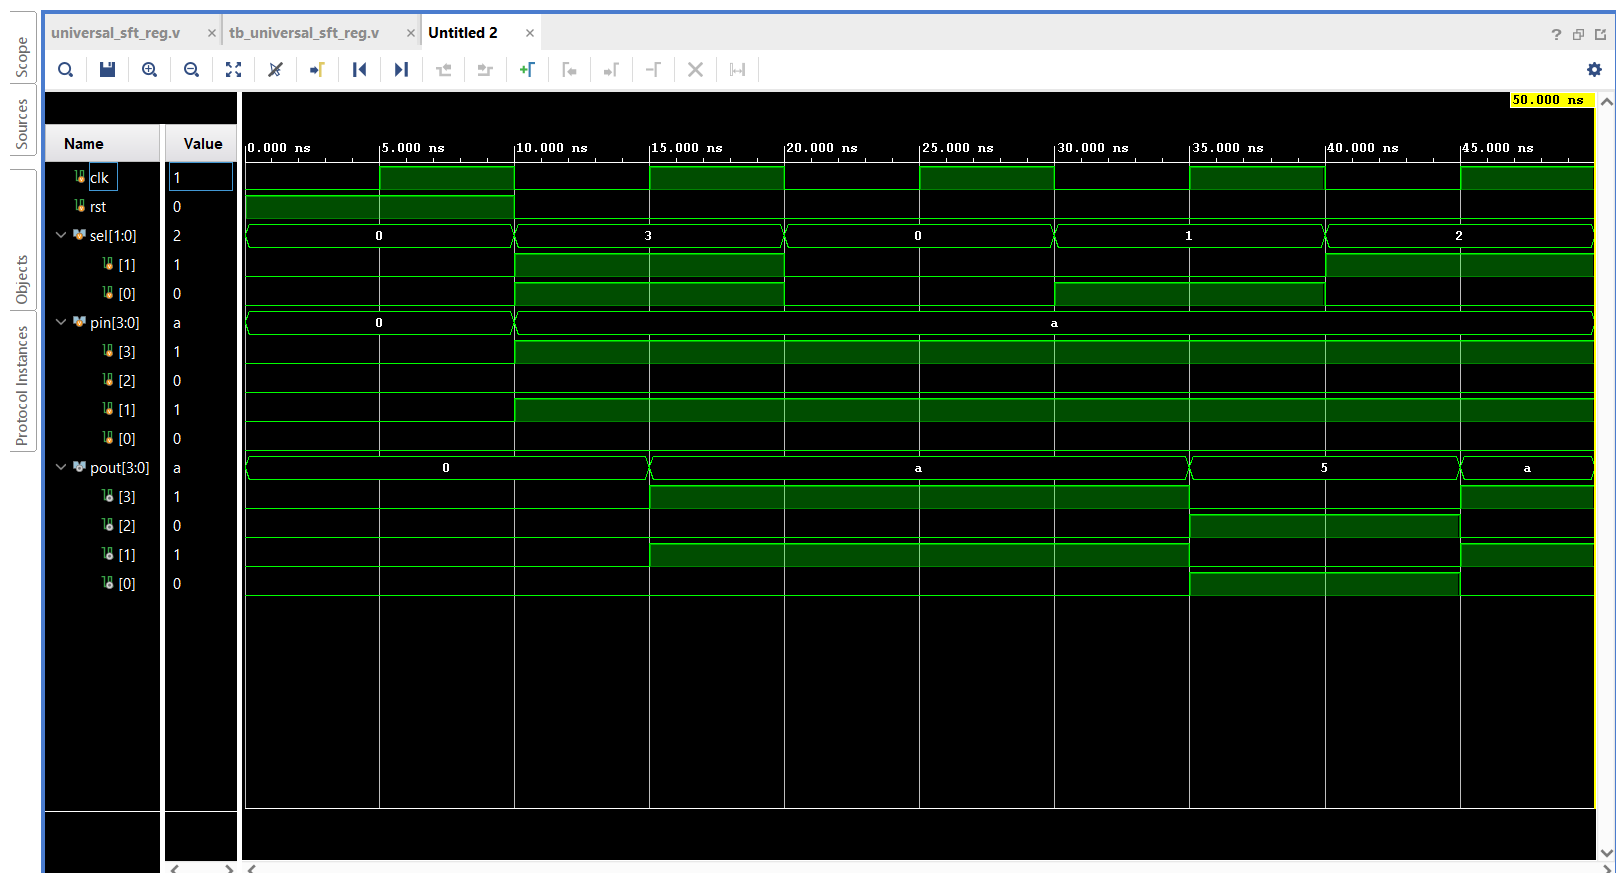 universal_sft_reg.v × tb_universal_sft_reg.v × Untitled 2 × ?
Scope
Sources
Objects
Protocol Instances
50.000 ns
Name Value
0.000 ns 5.000 ns 10.000 ns 15.000 ns 20.000 ns 25.000 ns 30.000 ns 35.000 ns 40.000 ns 45.000 ns
clk 1
rst 0
sel[1:0] 2 0 3 0 1 2
[1] 1
[0] 0
pin[3:0] a 0 a
[3] 1
[2] 0
[1] 1
[0] 0
pout[3:0] a 0 a 5 a
[3] 1
[2] 0
[1] 1
[0] 0